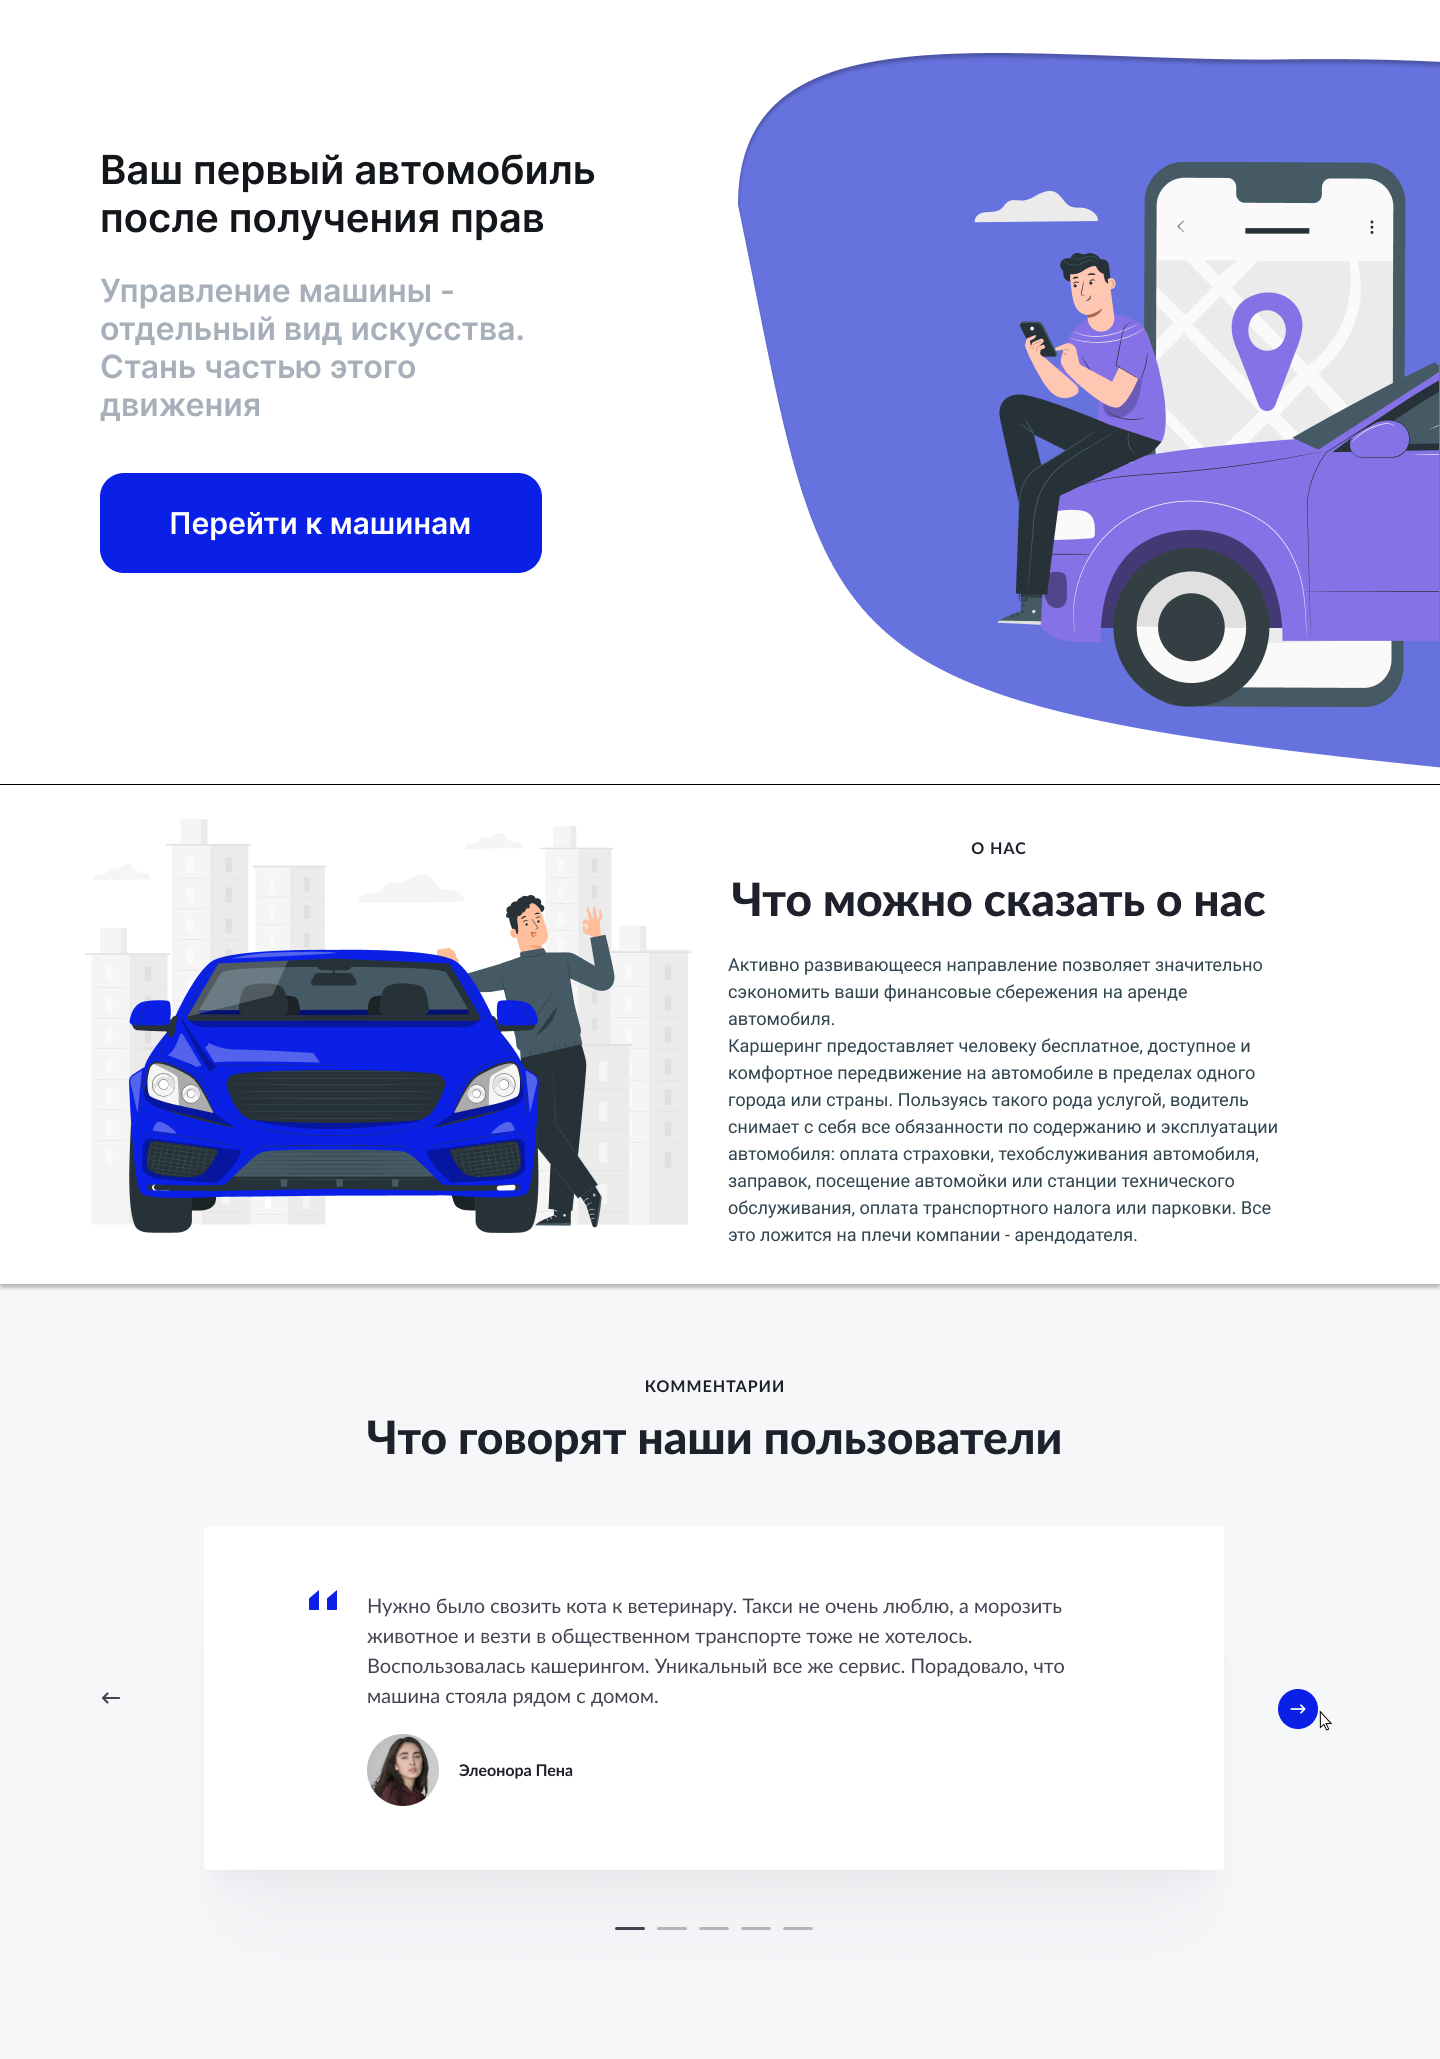 Ваш первый автомобиль
после получения прав
Управление машины -
отдельный вид искусства.
Стань частью этого
движения
Перейти к машинам
О НАС
Что можно сказать о нас
Активно развивающееся направление позволяет значительно
сэкономить ваши финансовые сбережения на аренде
автомобиля.
Каршеринг предоставляет человеку бесплатное, доступное и
комфортное передвижение на автомобиле в пределах одного
города или страны. Пользуясь такого рода услугой, водитель
снимает с себя все обязанности по содержанию и эксплуатации
автомобиля: оплата страховки, техобслуживания автомобиля,
заправок, посещение автомойки или станции технического
обслуживания, оплата транспортного налога или парковки. Все
это ложится на плечи компании - арендодателя.
КОММЕНТАРИИ
Что говорят наши пользователи
Нужно было свозить кота к ветеринару. Такси не очень люблю, а морозить
животное и везти в общественном транспорте тоже не хотелось.
Воспользовалась кашерингом. Уникальный все же сервис. Порадовало, что
машина стояла рядом с домом.
Элеонора Пена